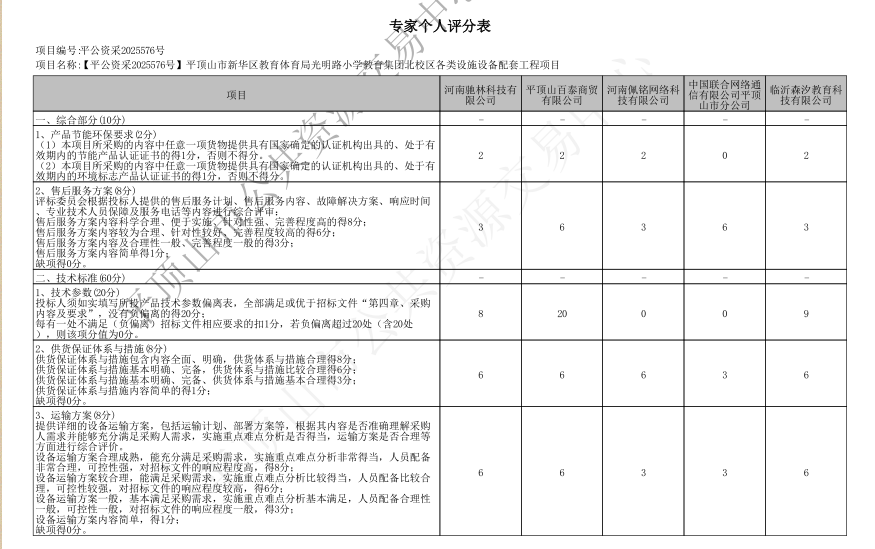 专家个人评分表
项目编号:平公资采2025576号
项目名称:【平公资采2025576号】平顶山市新华区教育体育局光明路小学教育集团北校区各类设施设备配套工程项目
项目 河南驰林科技有限公司 平顶山百泰商贸有限公司 河南佩铭网络科技有限公司 中国联合网络通信有限公司平顶山市分公司 临沂森汐教育科技有限公司
一、综合部分(10分) - - - - -
1、产品节能环保要求(2分)
(1)本项目所采购的内容中任意一项货物提供具有国家确定的认证机构出具的、处于有
效期内的节能产品认证证书的得1分，否则不得分。
(2)本项目所采购的内容中任意一项货物提供具有国家确定的认证机构出具的、处于有
效期内的环境标志产品认证证书的得1分，否则不得分。
2 2 2 0 2
2、售后服务方案(8分)
评标委员会根据投标人提供的售后服务计划、售后服务内容、故障解决方案、响应时间
、专业技术人员保障及服务电话等内容进行综合评审：
售后服务方案内容科学合理、便于实施、针对性强、完善程度高的得8分；
售后服务方案内容较为合理、针对性较好、完善程度较高的得6分；
售后服务方案内容及合理性一般、完善程度一般的得3分；
售后服务方案内容简单得1分；
缺项得0分。
3 6 3 6 3
二、技术标准(60分) - - - - -
1、技术参数(20分)
投标人须如实填写所投产品技术参数偏离表，全部满足或优于招标文件“第四章、采购
内容及要求”，没有负偏离的得20分；
每有一处不满足（负偏离）招标文件相应要求的扣1分，若负偏离超过20处（含20处
），则该项分值为0分。
8 20 0 0 9
2、供货保证体系与措施(8分)
供货保证体系与措施包含内容全面、明确，供货体系与措施合理得8分；
供货保证体系与措施基本明确、完备，供货体系与措施比较合理得6分；
供货保证体系与措施基本明确、完备、供货体系与措施基本合理得3分；
供货保证体系与措施内容简单的得1分；
缺项得0分。
6 6 6 3 6
3、运输方案(8分)
提供详细的设备运输方案，包括运输计划、部署方案等，根据其内容是否准确理解采购
人需求并能够充分满足采购人需求，实施重点难点分析是否得当，运输方案是否合理等
方面进行综合评价。
设备运输方案合理成熟，能充分满足采购需求，实施重点难点分析非常得当，人员配备
非常合理，可控性强，对招标文件的响应程度高，得8分；
设备运输方案较合理，能满足采购需求，实施重点难点分析比较得当，人员配备比较合
理，可控性较强，对招标文件的响应程度较高，得6分；
设备运输方案一般，基本满足采购需求，实施重点难点分析基本满足，人员配备合理性
一般，可控性一般，对招标文件的响应程度一般，得3分；
设备运输方案内容简单，得1分；
缺项得0分。
6 6 3 3 6
平顶山市公共资源交易中心